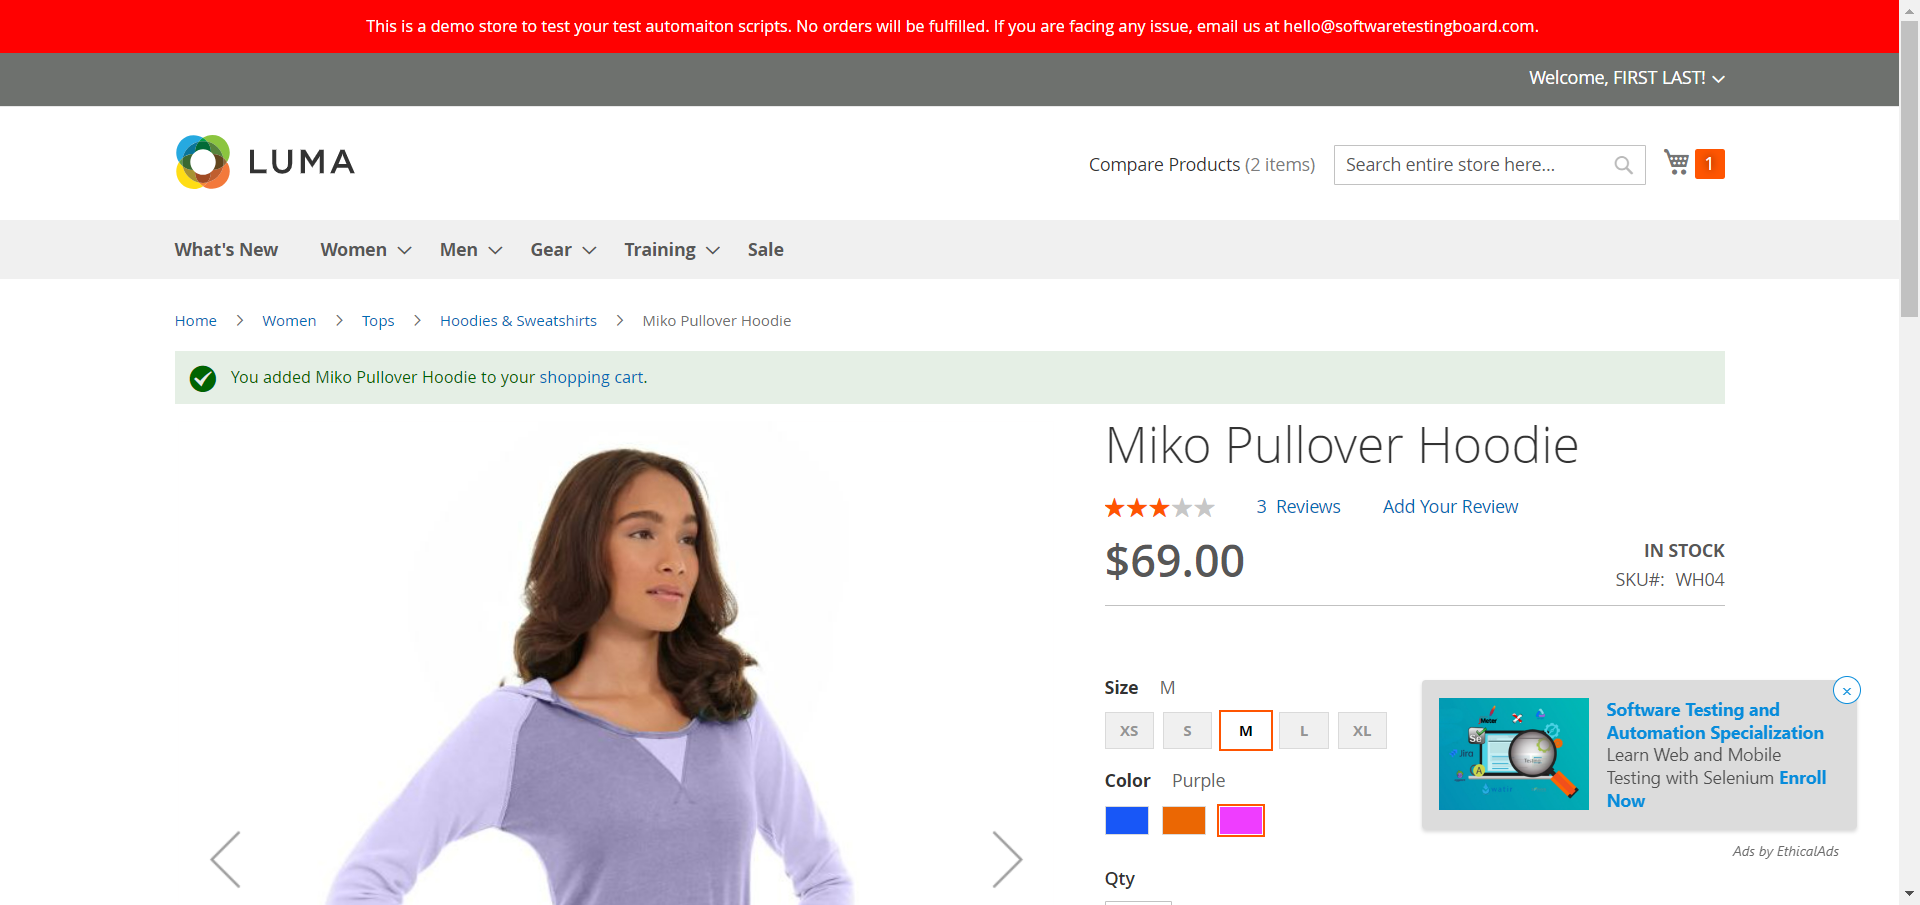 This is a demo store to test your test automaiton scripts. No orders will be fulfilled. If you are facing any issue, email us at hello@softwaretestingboard.com.
Welcome, FIRST LAST!
LUMA
Compare Products (2 items)
Search entire store here...
1
What's New Women Men Gear Training Sale
Home Women Tops Hoodies & Sweatshirts Miko Pullover Hoodie
You added Miko Pullover Hoodie to your shopping cart.
Miko Pullover Hoodie
3 Reviews Add Your Review
$69.00
IN STOCK
SKU#: WH04
Size M
XS S M L XL
Color Purple
Qty
Software Testing and
Automation Specialization
Learn Web and Mobile
Testing with Selenium Enroll
Now
Meter
Se
Jira
A
Ads by EthicalAds